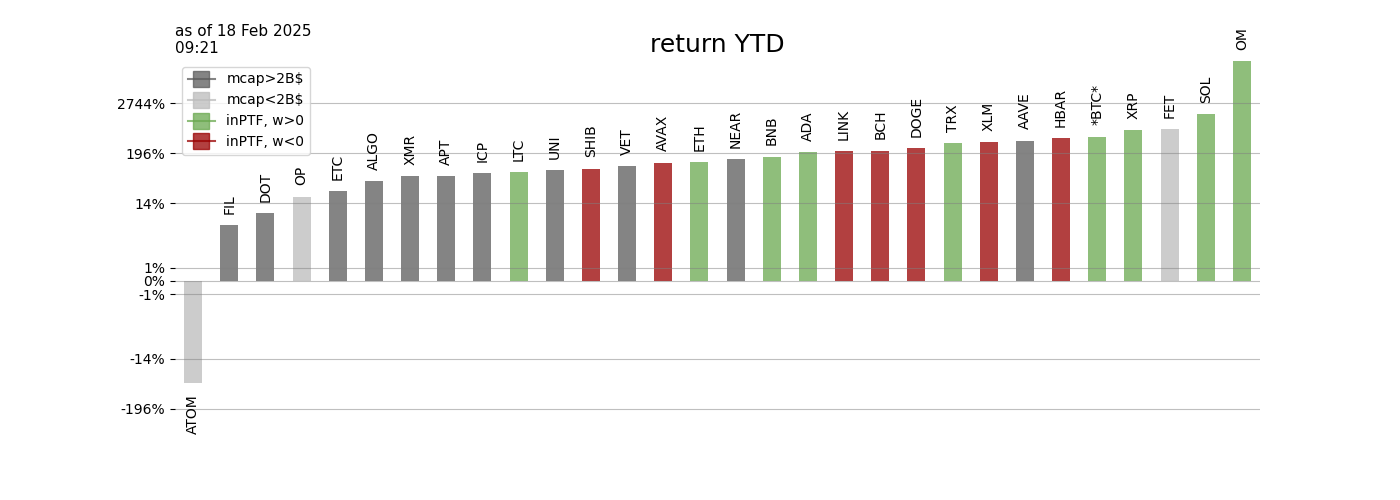 as of 18 Feb 2025
09:21
return YTD
mcap>2B$
mcap<2B$
inPTF, w>0
inPTF, w<0
2744%
196%
14%
1%
0%
-1%
-14%
-196%
ATOM
FIL
DOT
OP
ETC
ALGO
XMR
APT
ICP
LTC
UNI
SHIB
VET
AVAX
ETH
NEAR
BNB
ADA
LINK
BCH
DOGE
TRX
XLM
AAVE
HBAR
*BTC*
XRP
FET
SOL
OM